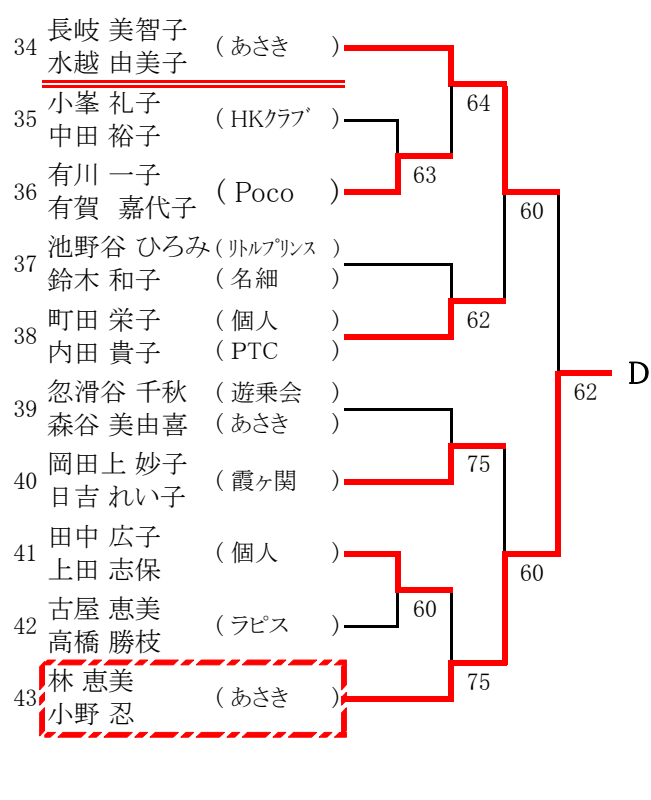 34 長岐 美智子 (あさき )
水越 由美子
64
35 小峯 礼子 (HKクラブ )
中田 裕子
63
36 有川 一子 (Poco )
有賀 嘉代子
60
37 池野谷 ひろみ (リトルプリンス )
鈴木 和子 (名細 )
62
38 町田 栄子 (個人 )
内田 貴子 (PTC )
62 D
39 忍滑谷 千秋 (遊乗会 )
森谷 美由喜 (あさき )
75
40 岡田上 妙子 (霞ヶ関 )
日吉 れい子
41 田中 広子 (個人 )
上田 志保
60
60
42 古屋 恵美 (ラピス )
高橋 勝枝
75
43 林 恵美 (あさき )
小野 忍